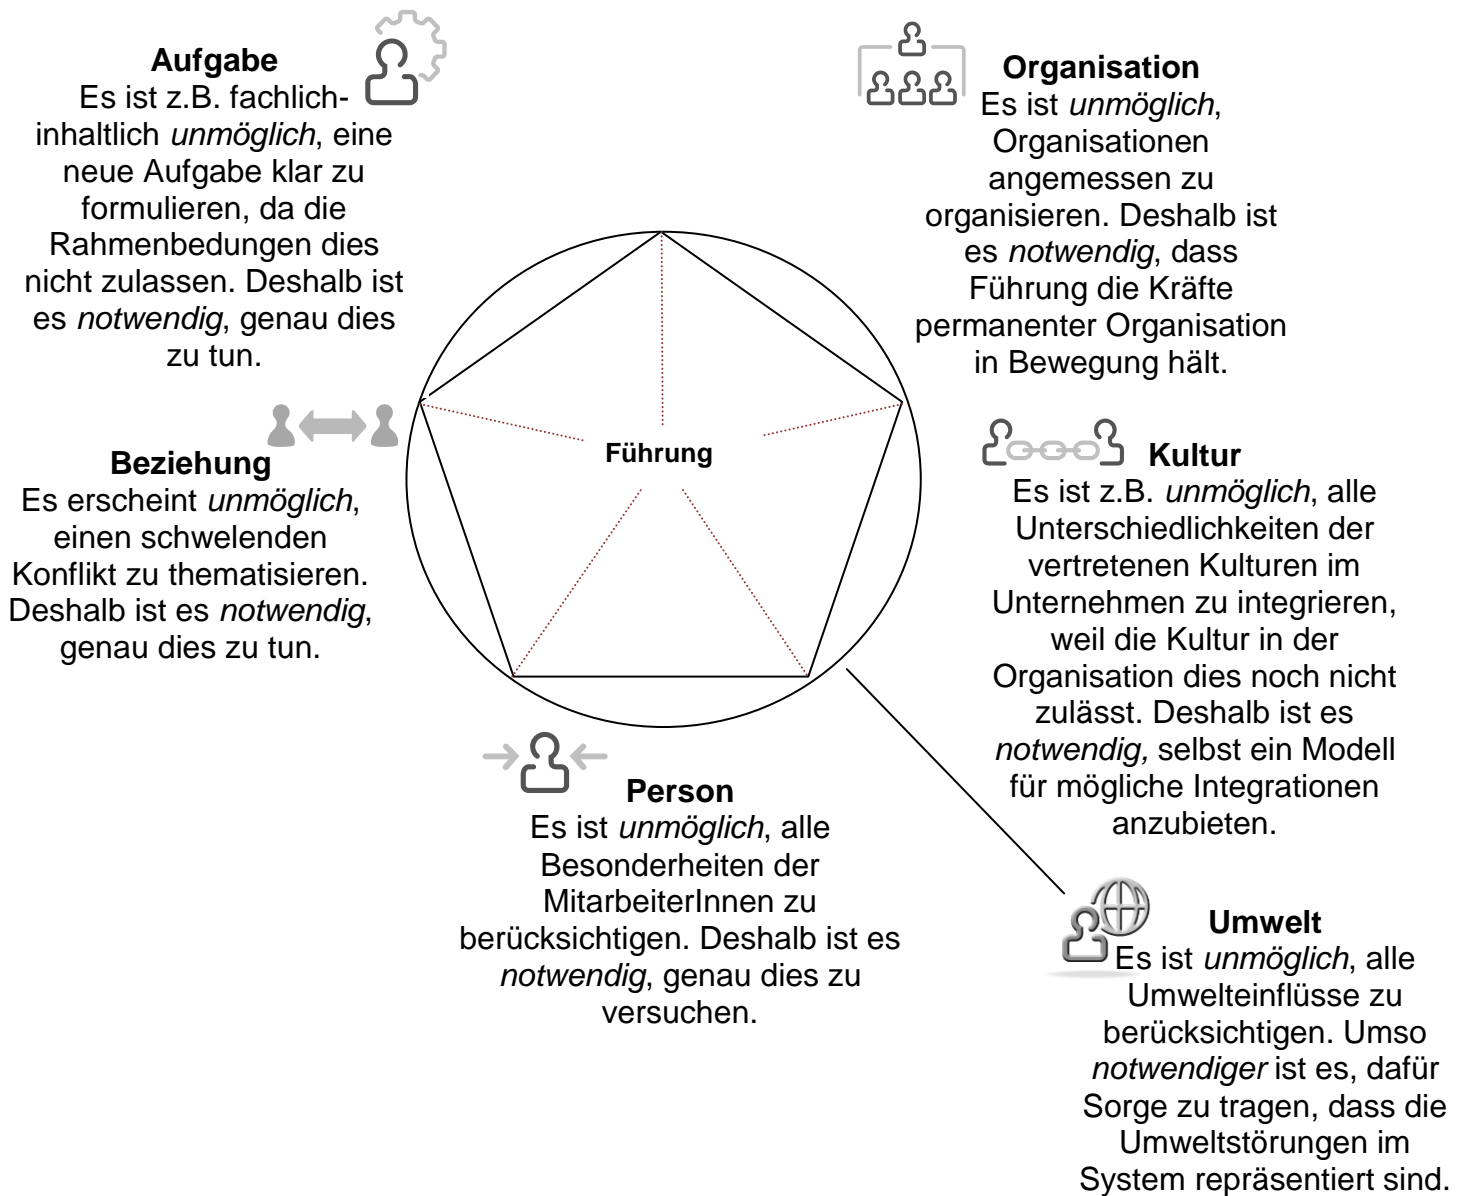 Aufgabe
Es ist z.B. fachlich-
inhaltlich unmöglich, eine
neue Aufgabe klar zu
formulieren, da die
Rahmenbedungen dies
nicht zulassen. Deshalb ist
es notwendig, genau dies
zu tun.
Organisation
Es ist unmöglich,
Organisationen
angemessen zu
organisieren. Deshalb ist
es notwendig, dass
Führung die Kräfte
permanenter Organisation
in Bewegung hält.
Beziehung
Es erscheint unmöglich,
einen schwelenden
Konflikt zu thematisieren.
Deshalb ist es notwendig,
genau dies zu tun.
Führung
Kultur
Es ist z.B. unmöglich, alle
Unterschiedlichkeiten der
vertretenen Kulturen im
Unternehmen zu integrieren,
weil die Kultur in der
Organisation dies noch nicht
zulässt. Deshalb ist es
notwendig, selbst ein Modell
für mögliche Integrationen
anzubieten.
Person
Es ist unmöglich, alle
Besonderheiten der
MitarbeiterInnen zu
berücksichtigen. Deshalb ist es
notwendig, genau dies zu
versuchen.
Umwelt
Es ist unmöglich, alle
Umwelteinflüsse zu
berücksichtigen. Umso
notwendiger ist es, dafür
Sorge zu tragen, dass die
Umweltstörungen im
System repräsentiert sind.